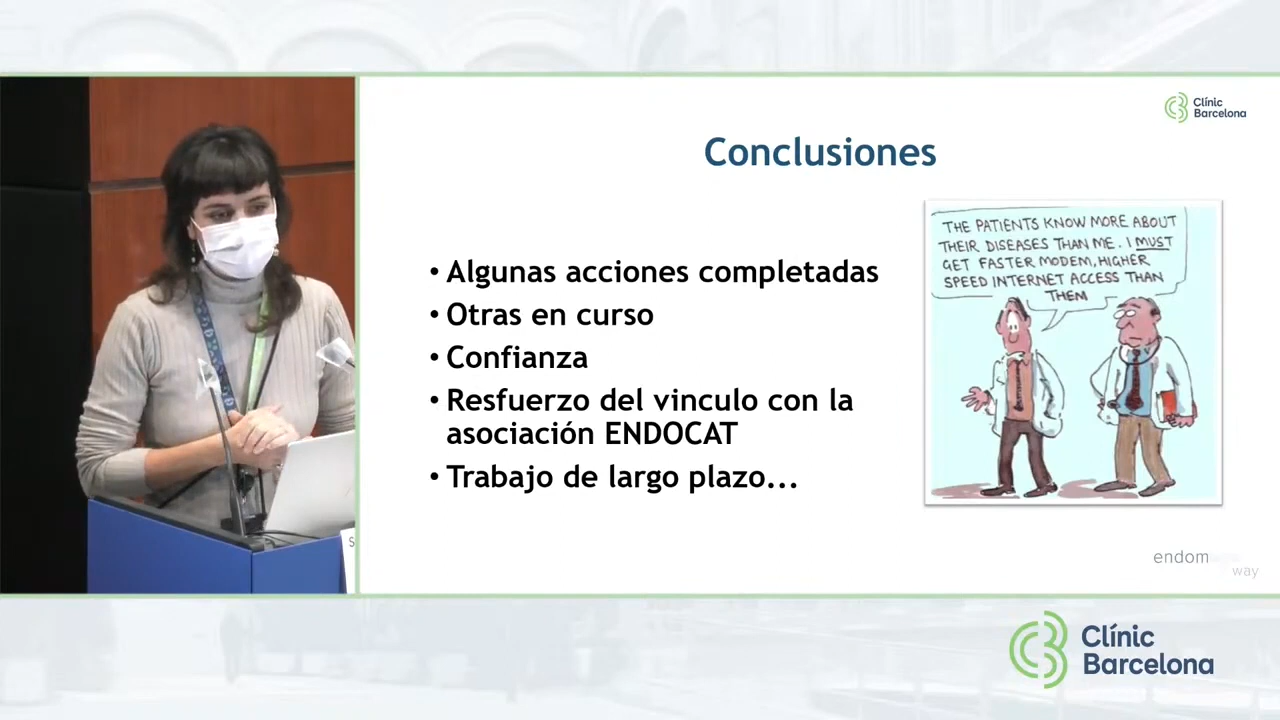 Clínic
Barcelona
Conclusiones
• Algunas acciones completadas
• Otras en curso
• Confianza
• Resfuerzo del vinculo con la
asociación ENDOCAT
• Trabajo de largo plazo...
THE PATIENTS KNOW MORE ABOUT
THEIR DISEASES THAN ME. I MUST
GET FASTER MODEM, HIGHER
SPEED INTERNET ACCESS THAN
THEM
endom
way
S
Clínic
Barcelona